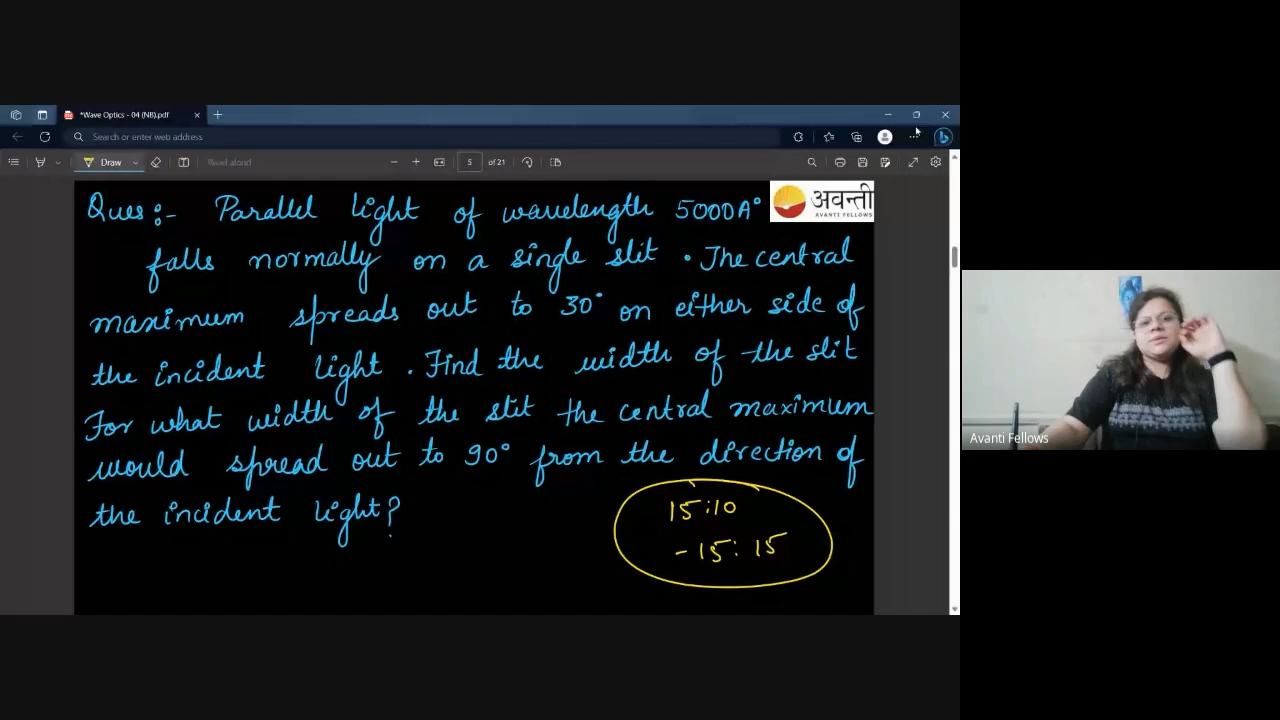 *Wave Optics - 04 (NB).pdf
Search or enter web address
Draw
Read aloud
5 of 21
Ques :- Parallel light of wavelength 5000A°
अवन्ती
AVANTI FELLOWS
falls normally on a single slit . The central
maximum spreads out to 30° on either side of
the incident light . Find the width of the slit
For what width of the slit the central maximum
would spread out to 90° from the direction of
the incident light?
15:10
- 15: 15
Avanti Fellows